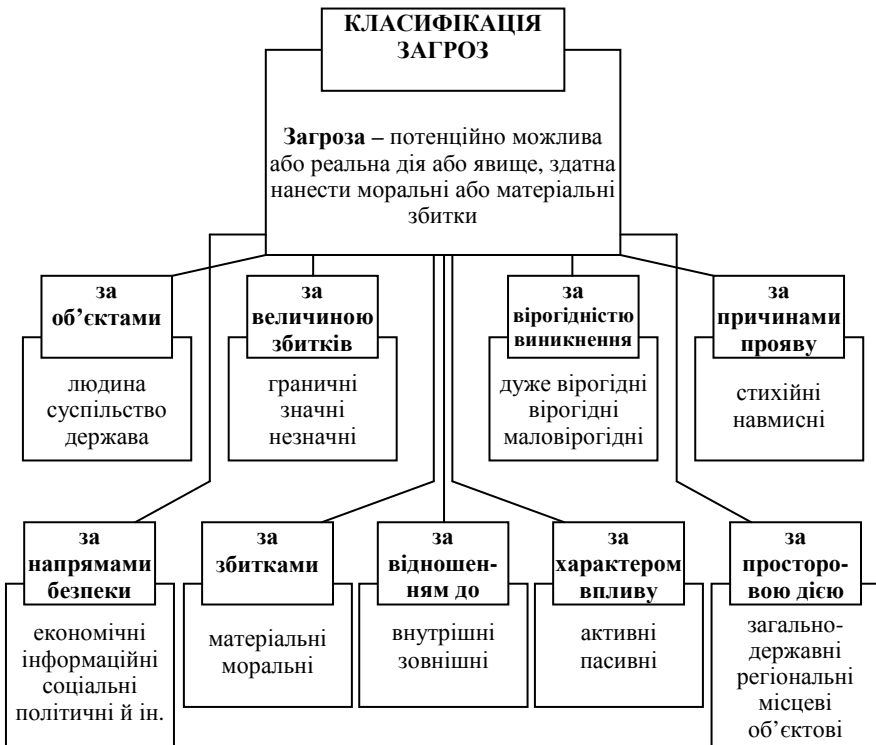 КЛАСИФІКАЦІЯ
ЗАГРОЗ
Загроза – потенційно можлива
або реальна дія або явище, здатна
нанести моральні або матеріальні
збитки
за
об’єктами
людина
суспільство
держава
за
величиною
збитків
граничні
значні
незначні
за
вірогідністю
виникнення
дуже вірогідні
вірогідні
маловірогідні
за
причинами
прояву
стихійні
навмисні
за
напрямами
безпеки
економічні
інформаційні
соціальні
політичні й ін.
за
збитками
матеріальні
моральні
за
відношен-
ням до
внутрішні
зовнішні
за
характером
впливу
активні
пасивні
за
просторо-
вою дією
загально-
державні
регіональні
місцеві
об’єктові